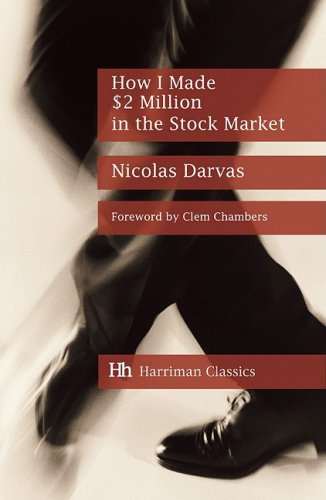 How I Made
$2 Million
in the Stock Market
Nicolas Darvas
Foreword by Clem Chambers
Hh Harriman Classics